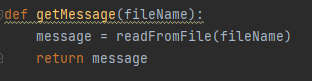 def getMessage(fileName):
    message = readFromFile(fileName)
    return message